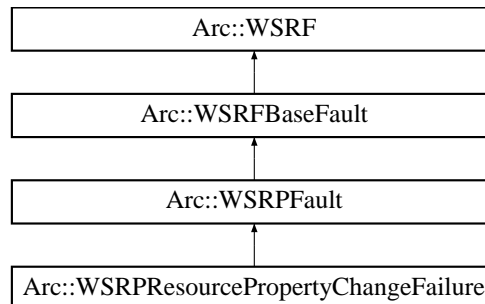 Arc::WSRF
Arc::WSRFBaseFault
Arc::WSRPFault
Arc::WSRPResourcePropertyChangeFailure